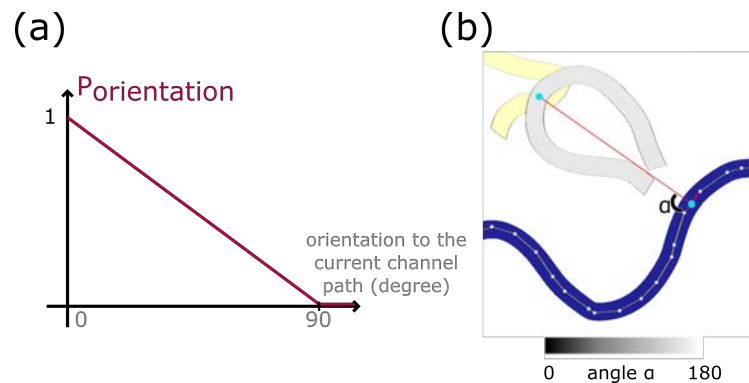 (a)
Porientation
1
orientation to the
current channel
path (degree)
0
90
(b)
ɑ
0 angle ɑ 180